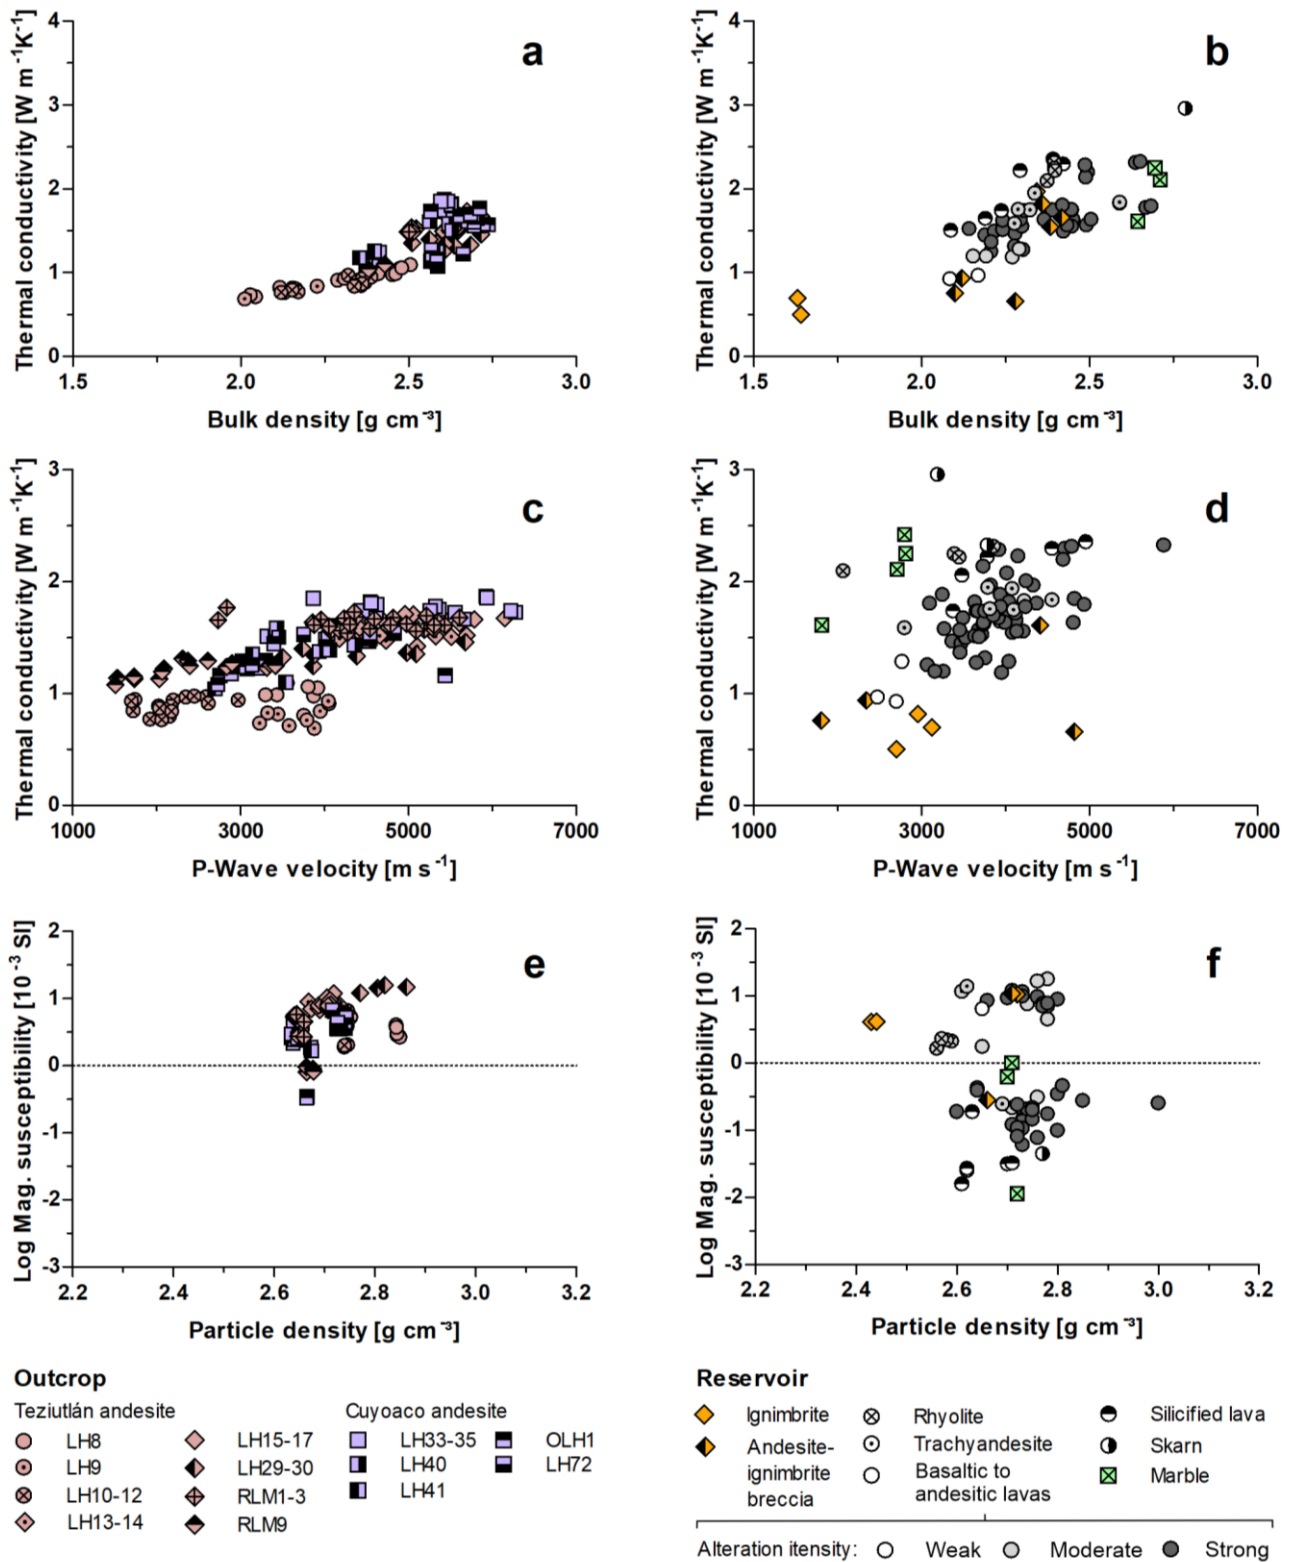 a
Thermal conductivity [W m⁻¹K⁻¹]
4
3
2
1
0
1.5 2.0 2.5 3.0
Bulk density [g cm⁻³]
b
Thermal conductivity [W m⁻¹K⁻¹]
4
3
2
1
0
1.5 2.0 2.5 3.0
Bulk density [g cm⁻³]
c
Thermal conductivity [W m⁻¹K⁻¹]
3
2
1
0
1000 3000 5000 7000
P-Wave velocity [m s⁻¹]
d
Thermal conductivity [W m⁻¹K⁻¹]
3
2
1
0
1000 3000 5000 7000
P-Wave velocity [m s⁻¹]
e
Log Mag. susceptibility [10⁻³ SI]
2
1
0
-1
-2
-3
2.2 2.4 2.6 2.8 3.0 3.2
Particle density [g cm⁻³]
f
Log Mag. susceptibility [10⁻³ SI]
2
1
0
-1
-2
-3
2.2 2.4 2.6 2.8 3.0 3.2
Particle density [g cm⁻³]
Outcrop
Teziutlán andesite
LH8
LH9
LH10-12
LH13-14
LH15-17
LH29-30
RLM1-3
RLM9
Cuyoaco andesite
LH33-35
LH40
LH41
OLH1
LH72
Reservoir
Ignimbrite
Andesite-
ignimbrite
breccia
Rhyolite
Trachyandesite
Basaltic to
andesitic lavas
Silicified lava
Skarn
Marble
Alteration itensity: Weak Moderate Strong